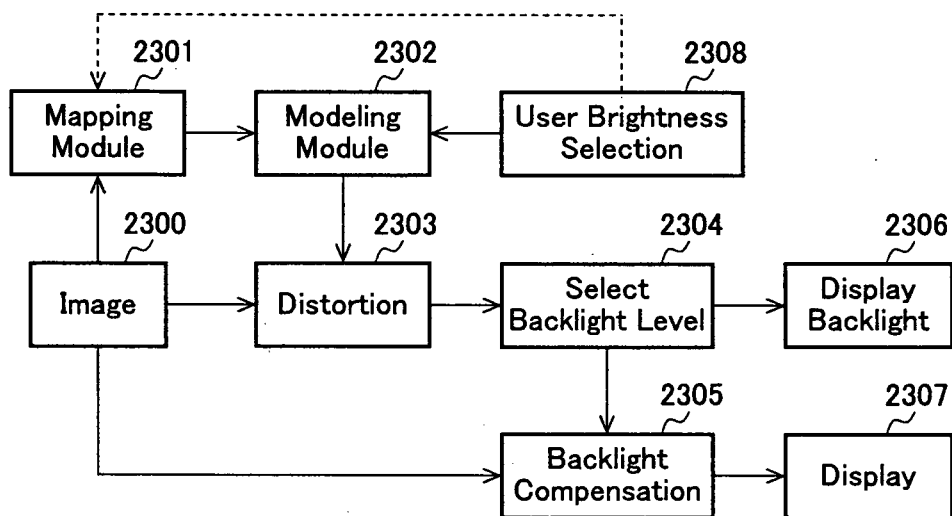 2301
2302
2308
Mapping
Module
Modeling
Module
User Brightness
Selection
2300
2303
2304
2306
Image
Distortion
Select
Backlight Level
Display
Backlight
2305
2307
Backlight
Compensation
Display